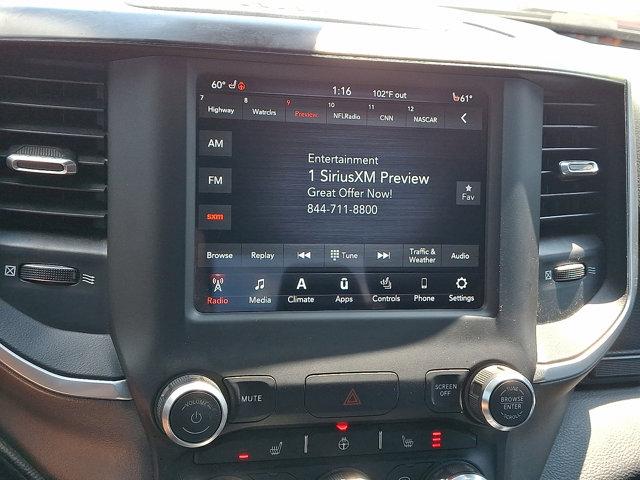 60° 1:16 102°F out 61°
7 8 9 10 11 12
Highway Watrclrs Preview NFLRadio CNN NASCAR
AM
FM
sxm
Entertainment
1 SiriusXM Preview
Great Offer Now!
844-711-8800
Fav
Browse Replay Tune Traffic & Weather Audio
Radio Media Climate Apps Controls Phone Settings
VOLUME
MUTE
SCREEN
OFF
TUNE
BROWSE
ENTER
SCROLL